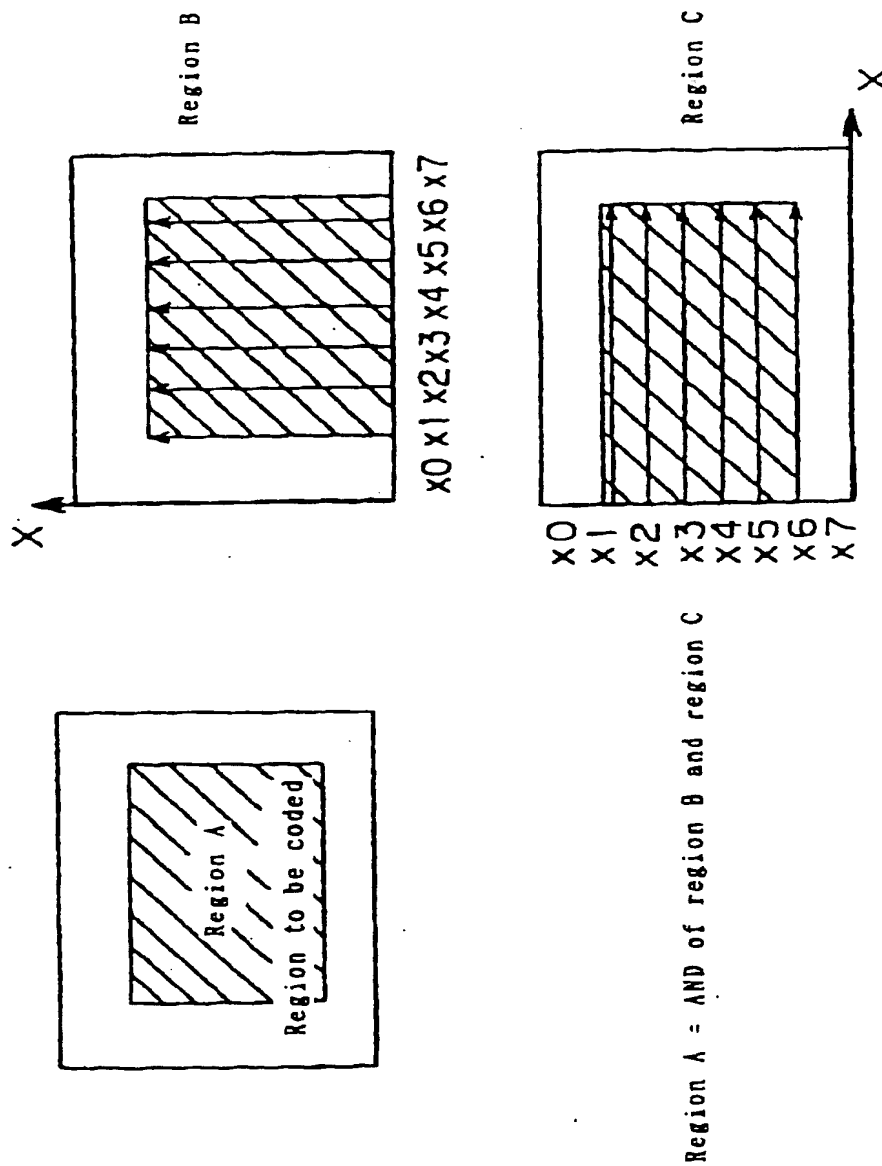 Region A
Region to be coded
X
X0 X1 X2 X3 X4 X5 X6 X7
Region B
Region A = AND of region B and region C
X0
X1
X2
X3
X4
X5
X6
X7
X
Region C